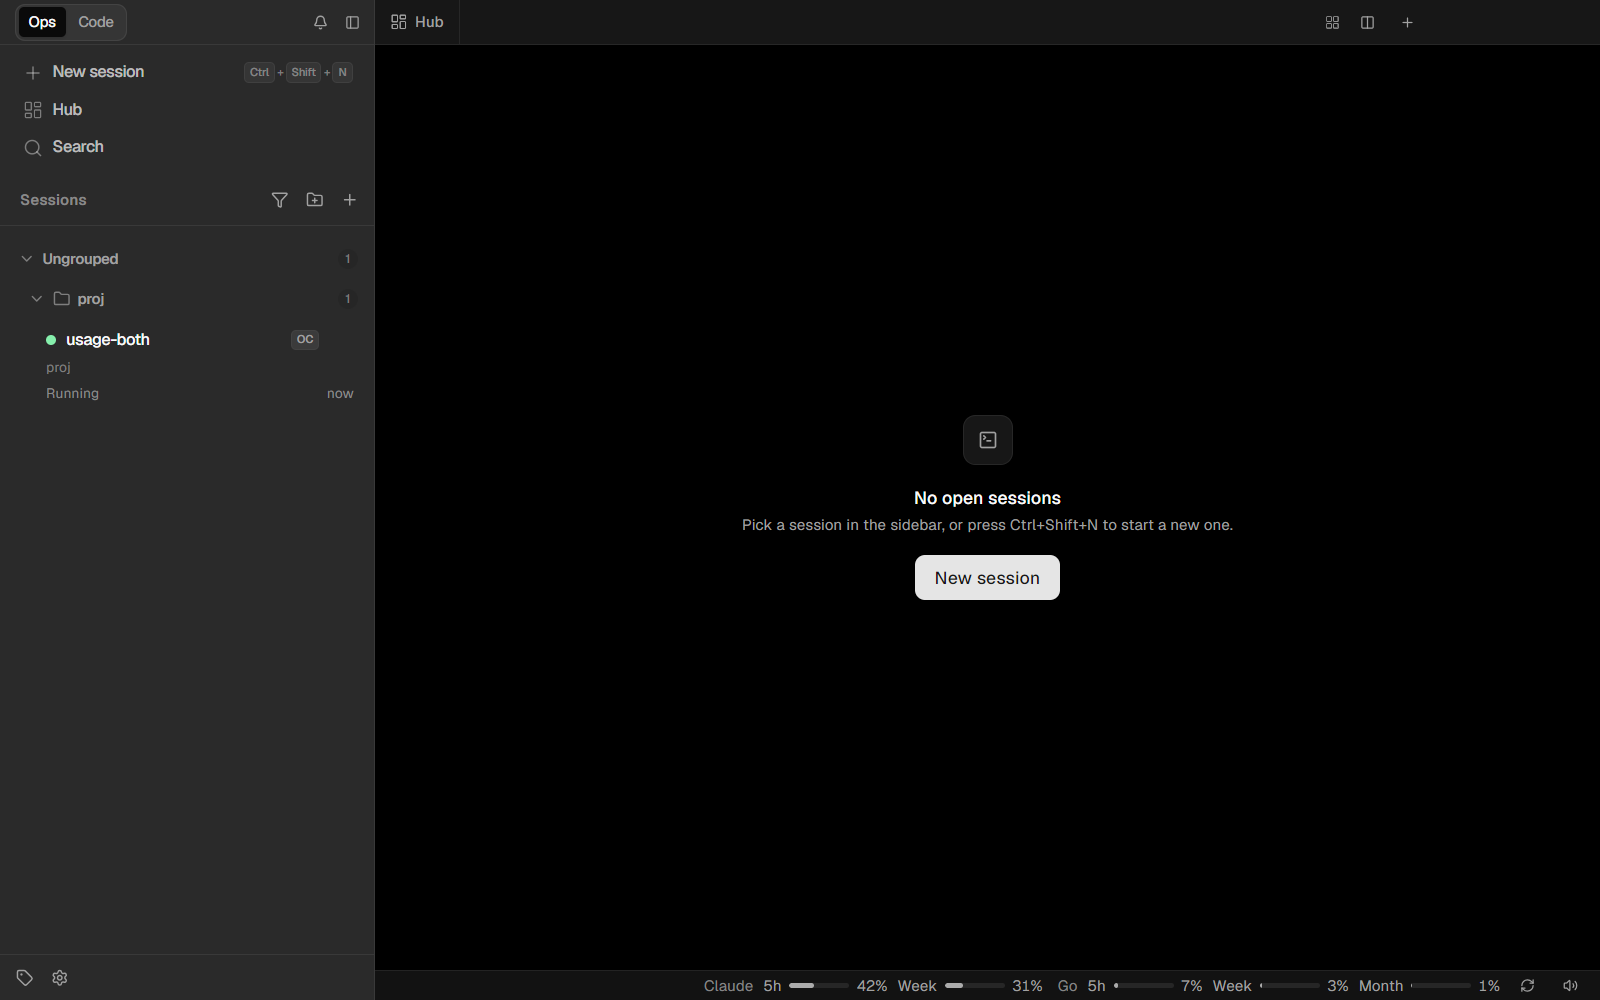 Ops Code
New session Ctrl + Shift + N
Hub
Search
Sessions
Ungrouped 1
proj 1
usage-both OC
proj
Running now
Hub
No open sessions
Pick a session in the sidebar, or press Ctrl+Shift+N to start a new one.
New session
Claude 5h 42% Week 31% Go 5h 7% Week 3% Month 1%